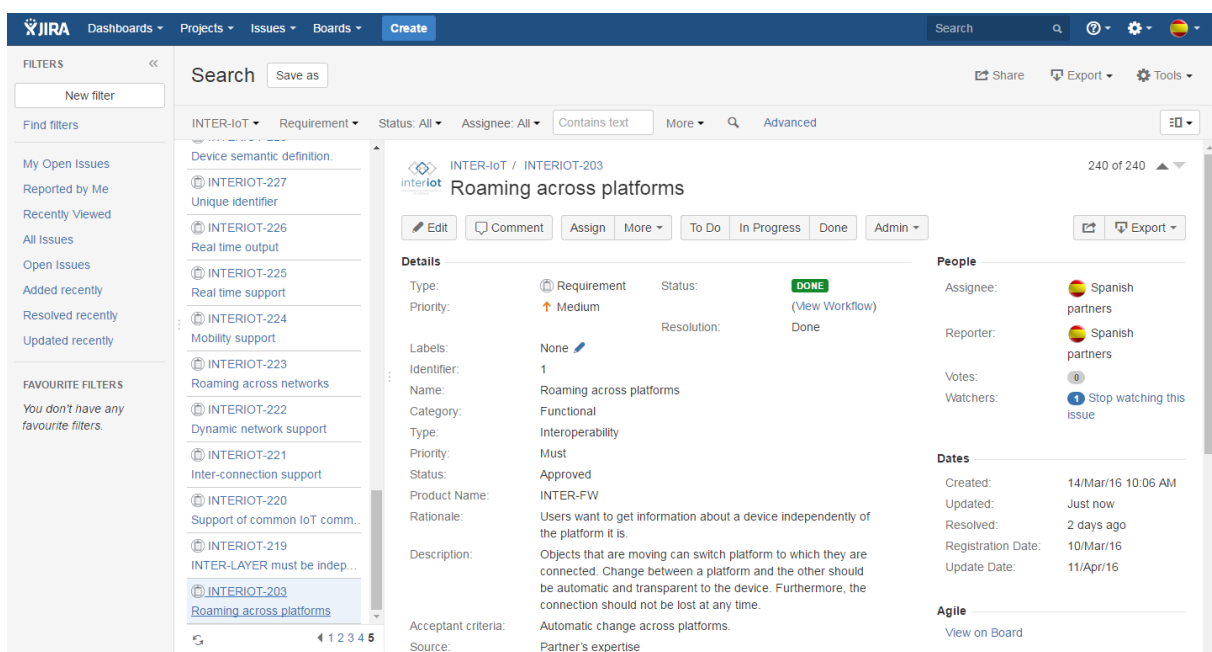 JIRA Dashboards Projects Issues Boards Create Search
FILTERS
New filter
Find filters
My Open Issues
Reported by Me
Recently Viewed
All Issues
Open Issues
Added recently
Resolved recently
Updated recently
FAVOURITE FILTERS
You don't have any
favourite filters.
Search Save as
Share Export Tools
INTER-IoT Requirement Status: All Assignee: All Contains text More Advanced
Device semantic definition.
INTERIOT-227
Unique identifier
INTERIOT-226
Real time output
INTERIOT-225
Real time support
INTERIOT-224
Mobility support
INTERIOT-223
Roaming across networks
INTERIOT-222
Dynamic network support
INTERIOT-221
Inter-connection support
INTERIOT-220
Support of common IoT comm...
INTERIOT-219
INTER-LAYER must be indep...
INTERIOT-203
Roaming across platforms
1 2 3 4 5
interiot
INTER-IoT / INTERIOT-203
240 of 240
Roaming across platforms
Edit Comment Assign More To Do In Progress Done Admin Export
Details
Type: Requirement Status: DONE
Priority: Medium (View Workflow)
Resolution: Done
Labels: None
Identifier: 1
Name: Roaming across platforms
Category: Functional
Type: Interoperability
Priority: Must
Status: Approved
Product Name: INTER-FW
Rationale: Users want to get information about a device independently of
the platform it is.
Description: Objects that are moving can switch platform to which they are
connected. Change between a platform and the other should
be automatic and transparent to the device. Furthermore, the
connection should not be lost at any time.
Acceptant criteria: Automatic change across platforms.
Source: Partner's expertise
People
Assignee: Spanish
partners
Reporter: Spanish
partners
Votes: 0
Watchers: 1 Stop watching this
issue
Dates
Created: 14/Mar/16 10:06 AM
Updated: Just now
Resolved: 2 days ago
Registration Date: 10/Mar/16
Update Date: 11/Apr/16
Agile
View on Board